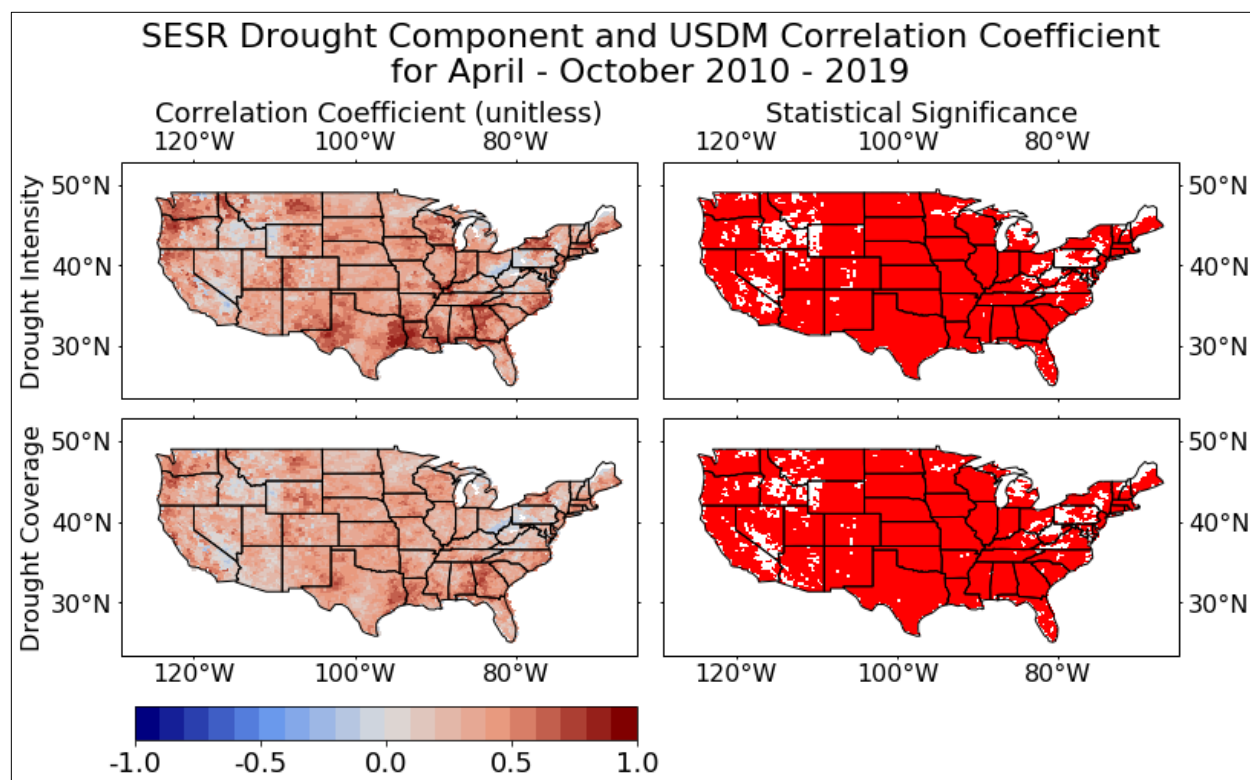 SESR Drought Component and USDM Correlation Coefficient
for April - October 2010 - 2019
Correlation Coefficient (unitless)
Statistical Significance
120°W 100°W 80°W
120°W 100°W 80°W
Drought Intensity
50°N
40°N
30°N
50°N
40°N
30°N
Drought Coverage
50°N
40°N
30°N
50°N
40°N
30°N
120°W 100°W 80°W
120°W 100°W 80°W
-1.0 -0.5 0.0 0.5 1.0